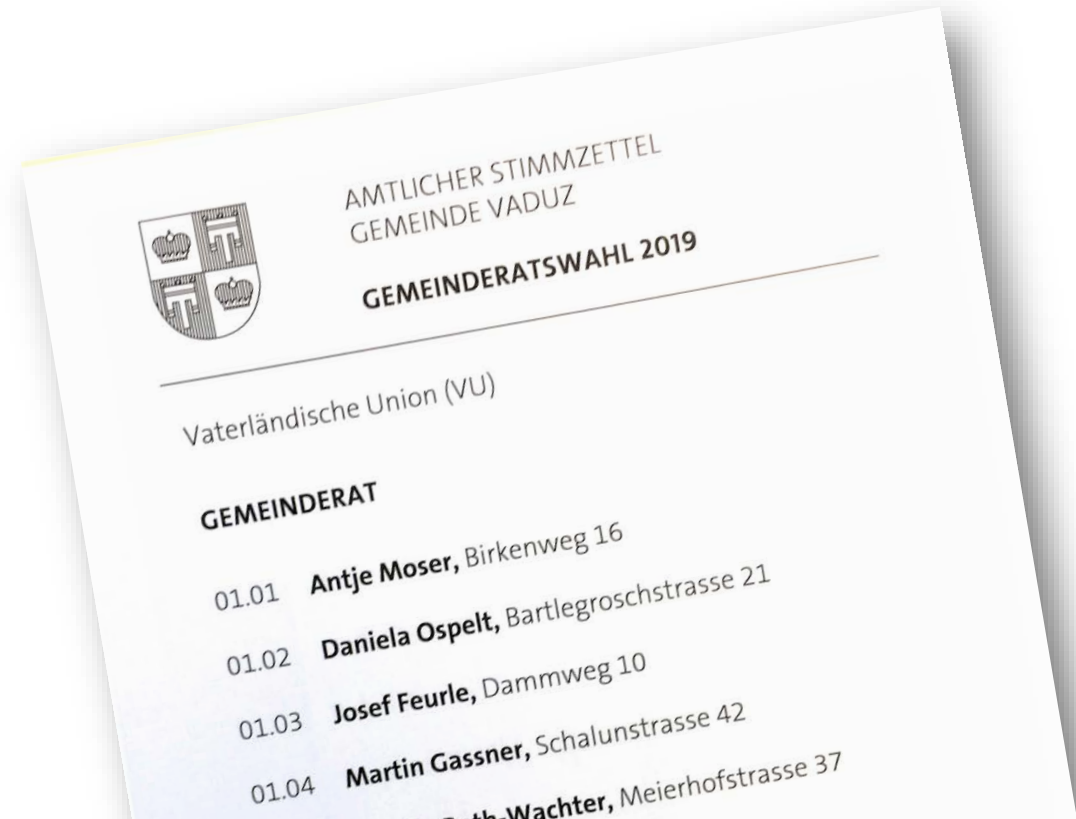 AMTLICHER STIMMZETTEL
GEMEINDE VADUZ
GEMEINDERATSWAHL 2019
Vaterländische Union (VU)
GEMEINDERAT
01.01 Antje Moser, Birkenweg 16
01.02 Daniela Ospelt, Bartlegroschstrasse 21
01.03 Josef Feurle, Dammweg 10
01.04 Martin Gassner, Schalunstrasse 42
Meierhofstrasse 37